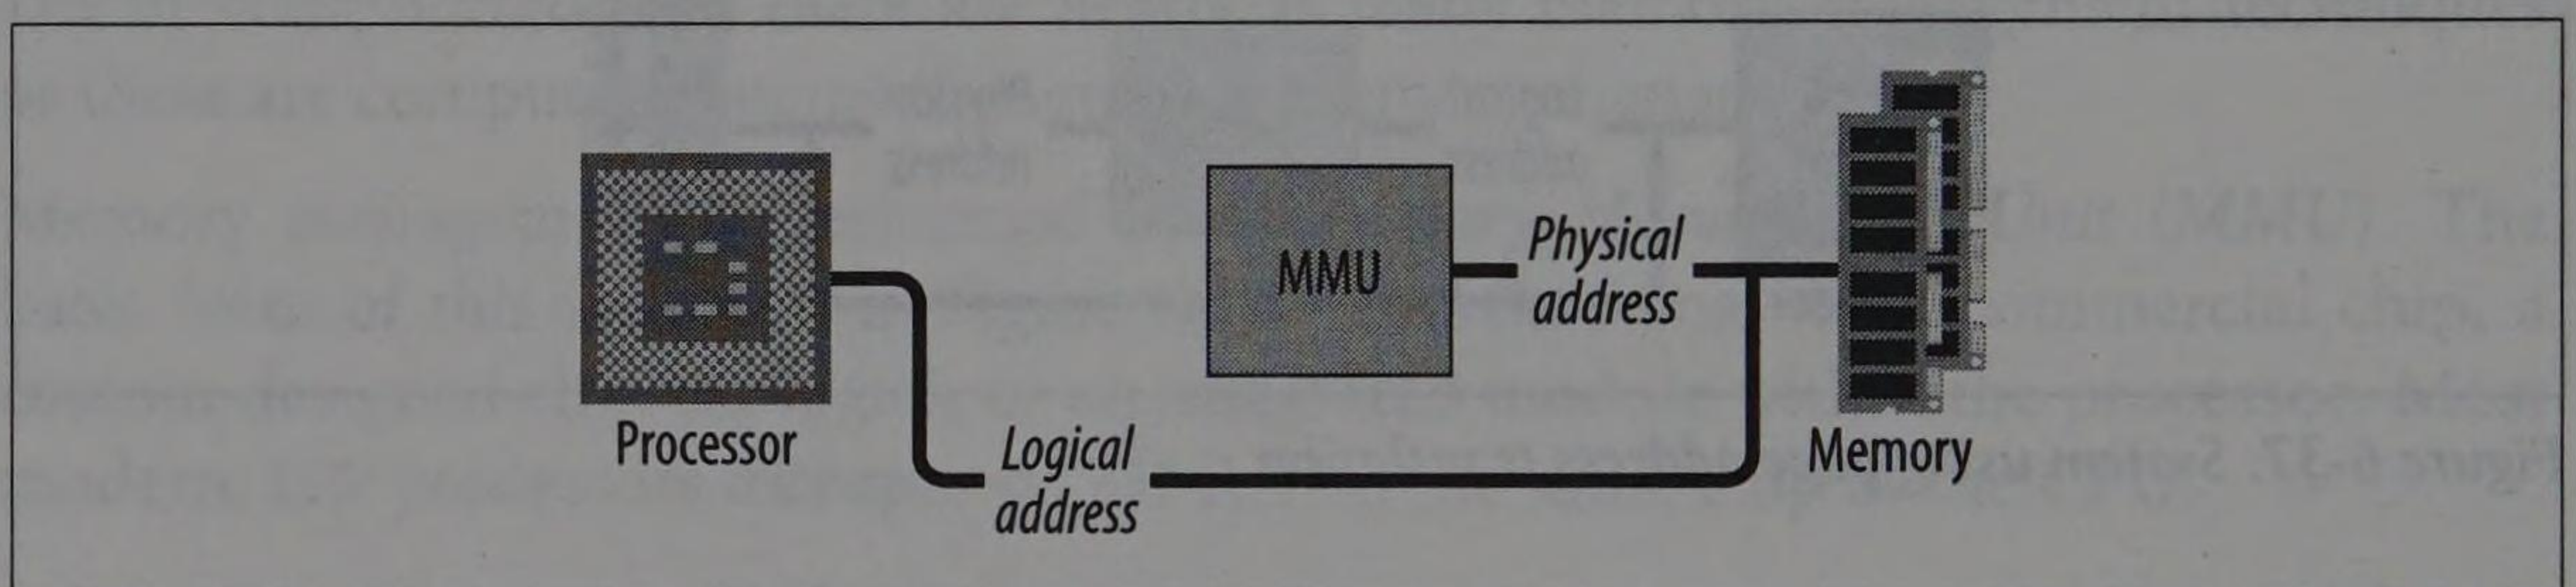 MMU
Physical
address
Processor
Logical
address
Memory